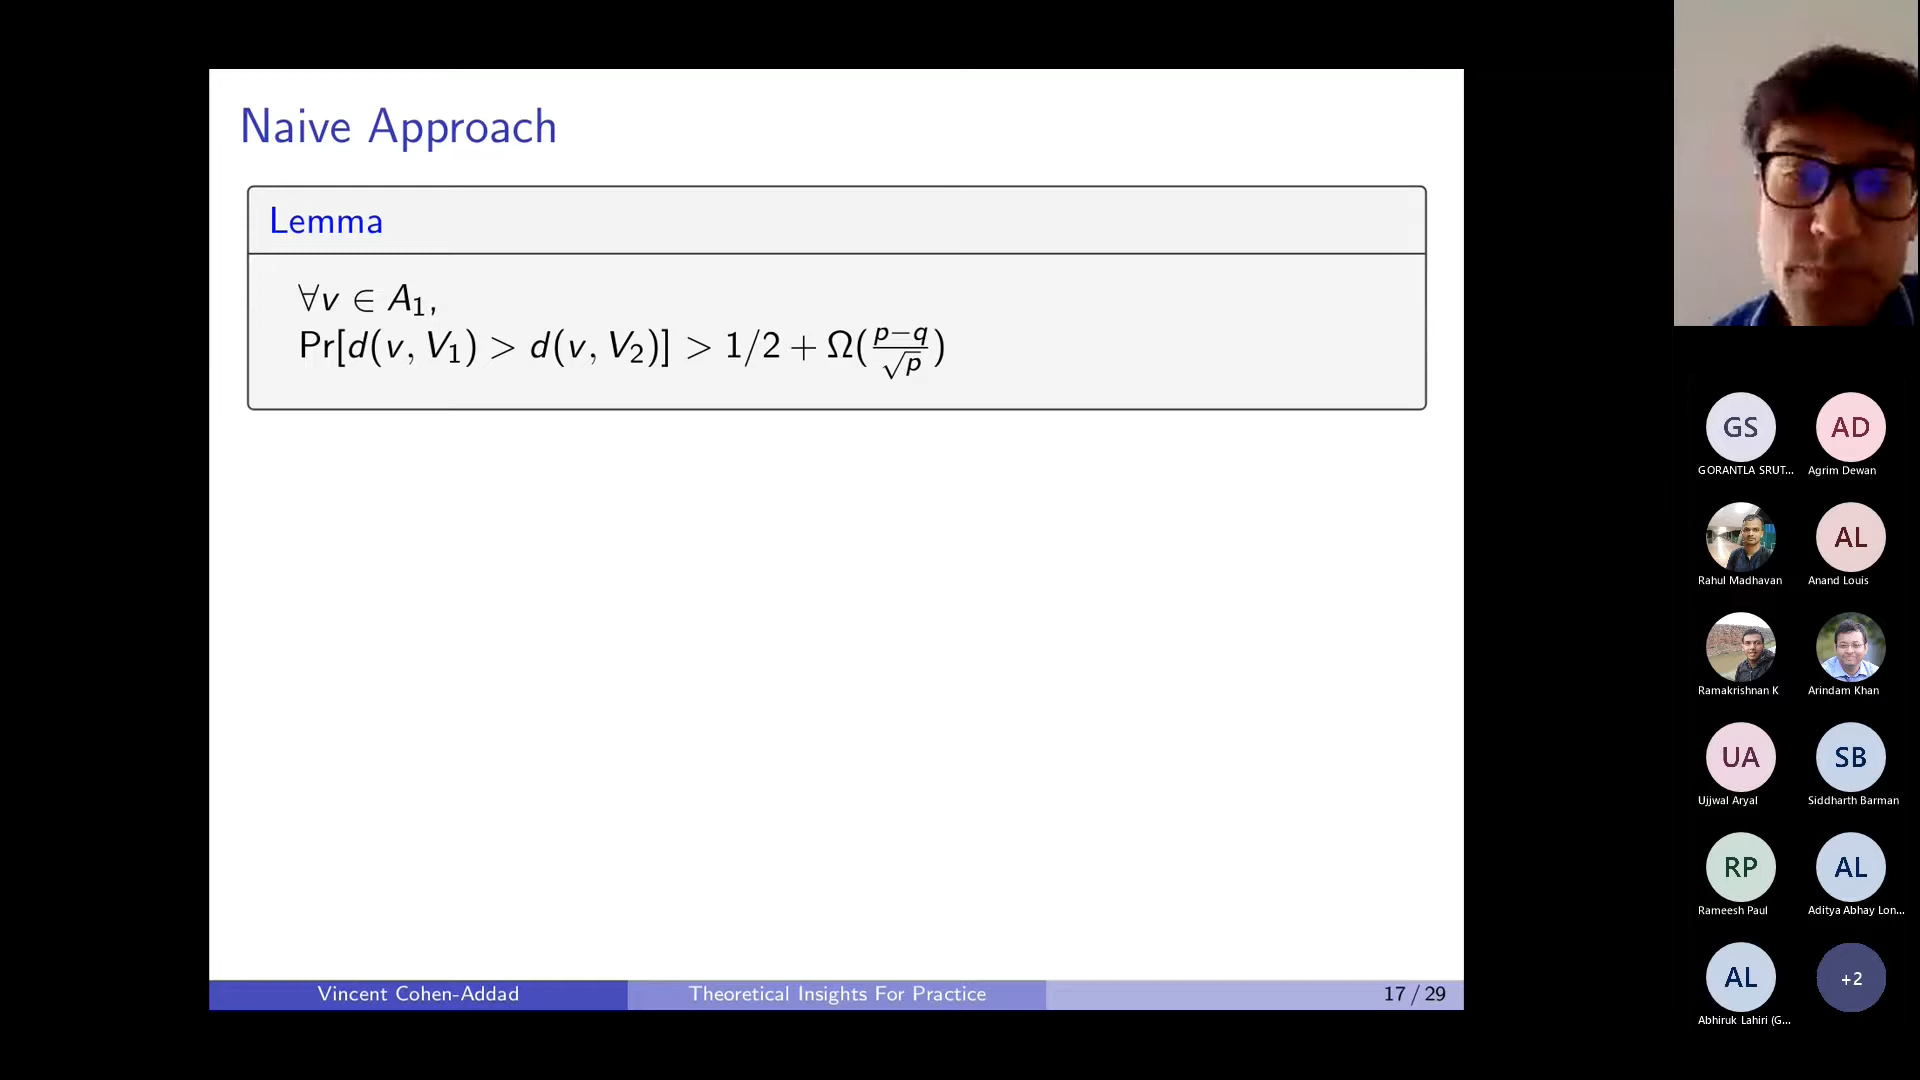 Naive Approach
Lemma
∀v ∈ A₁,
Pr[d(v, V₁) > d(v, V₂)] > 1/2 + Ω(\frac{p−q}{\sqrt{p}})
Vincent Cohen-Addad
Theoretical Insights For Practice
17 / 29
GS
AD
GORANTLA SRUT...
Agrim Dewan
AL
Rahul Madhavan
Anand Louis
Ramakrishnan K
Arindam Khan
UA
SB
Ujjwal Aryal
Siddharth Barman
RP
AL
Rameesh Paul
Aditya Abhay Lon...
AL
+2
Abhiruk Lahiri (G...